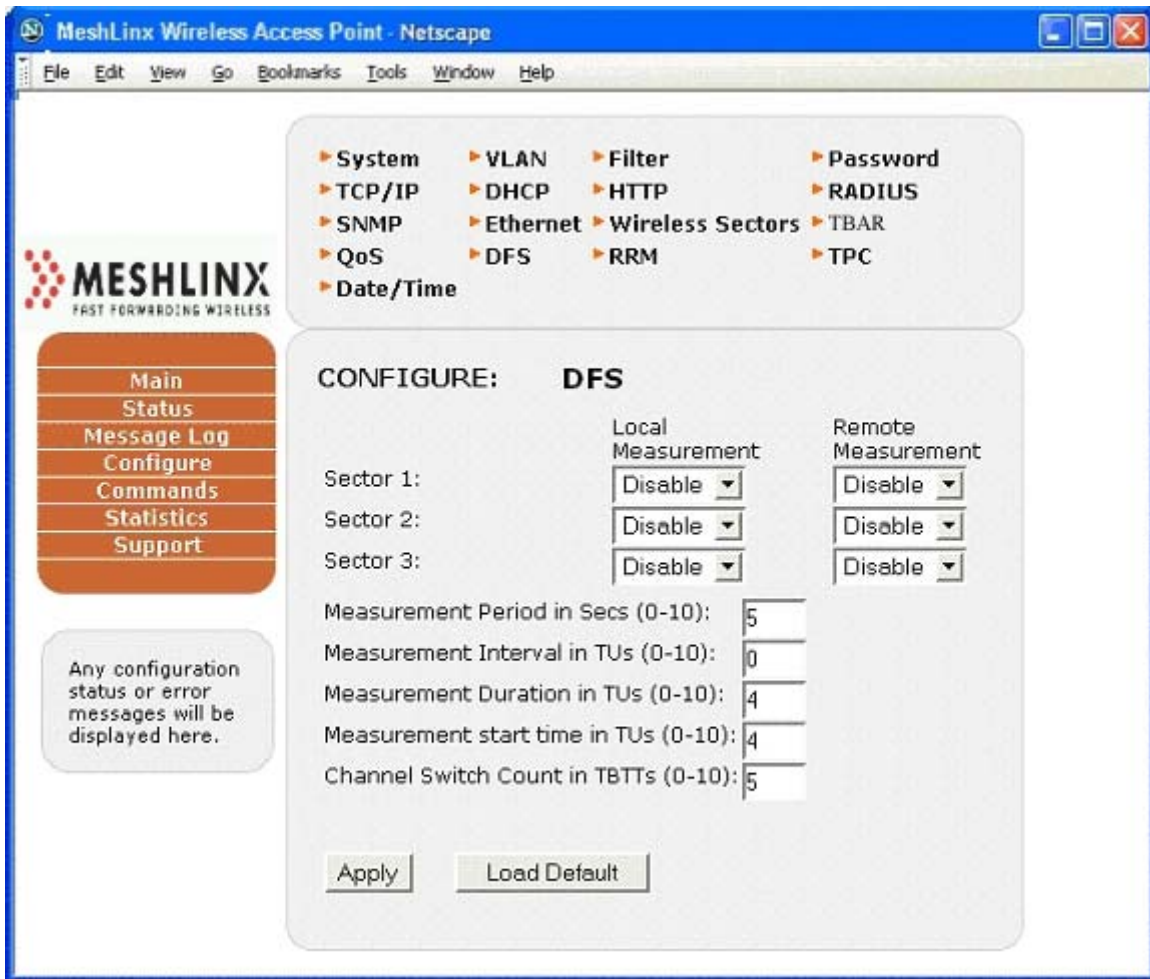 MeshLinx Wireless Access Point - Netscape
File Edit View Go Bookmarks Tools Window Help
System VLAN Filter Password
TCP/IP DHCP HTTP RADIUS
SNMP Ethernet Wireless Sectors TBAR
QoS DFS RRM TPC
Date/Time
MESHLINX
FAST FORWARDING WIRELESS
Main
Status
Message Log
Configure
Commands
Statistics
Support
Any configuration
status or error
messages will be
displayed here.
CONFIGURE: DFS
Local Measurement Remote Measurement
Sector 1: Disable Disable
Sector 2: Disable Disable
Sector 3: Disable Disable
Measurement Period in Secs (0-10): 5
Measurement Interval in TUs (0-10): 0
Measurement Duration in TUs (0-10): 4
Measurement start time in TUs (0-10): 4
Channel Switch Count in TBTTs (0-10): 5
Apply Load Default